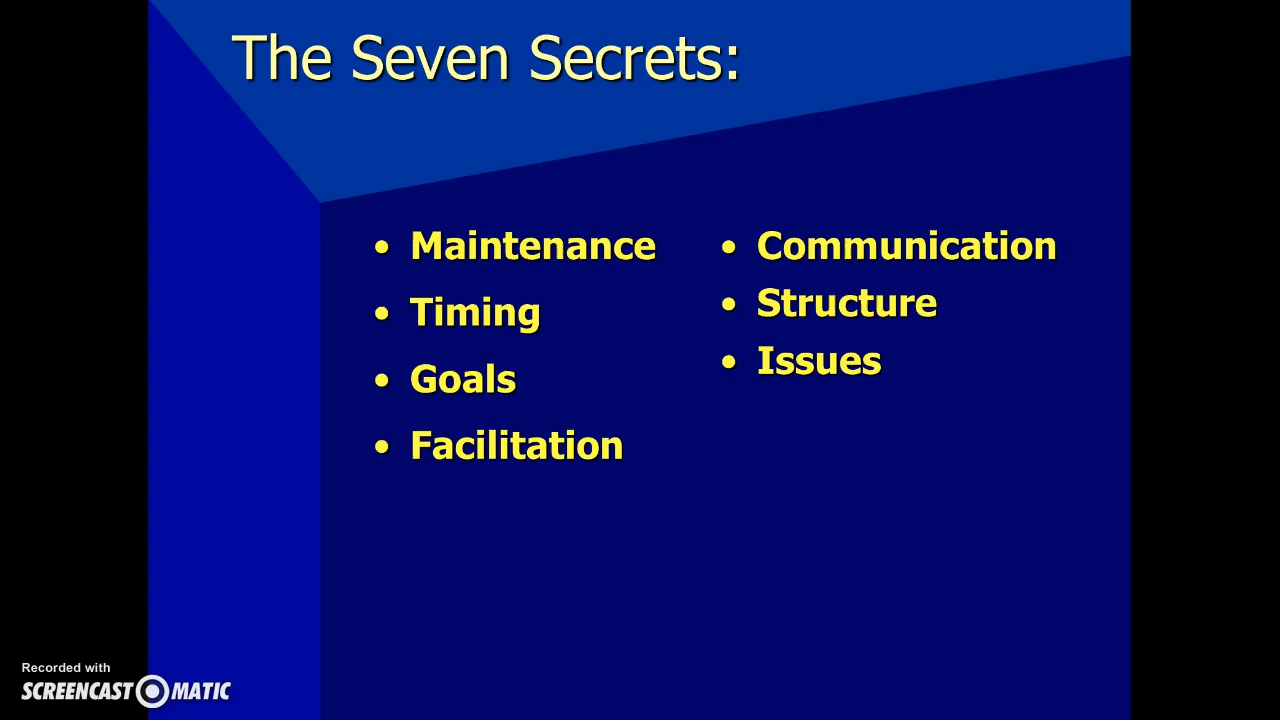 The Seven Secrets:
• Maintenance
• Timing
• Goals
• Facilitation
• Communication
• Structure
• Issues
Recorded with
SCREENCAST MATIC